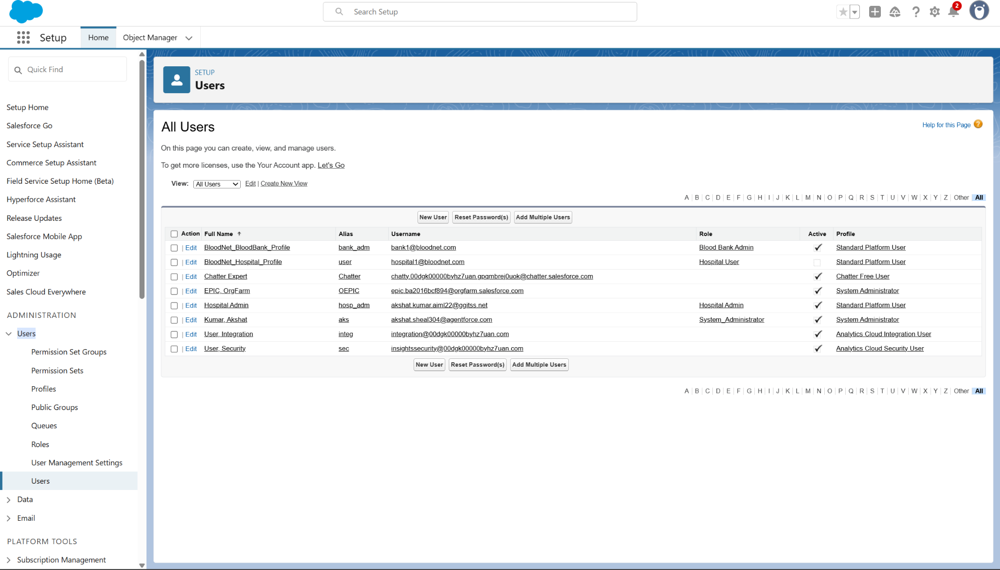 Search Setup
2
Setup
Home
Object Manager
Quick Find
Setup Home
Salesforce Go
Service Setup Assistant
Commerce Setup Assistant
Field Service Setup Home (Beta)
Hyperforce Assistant
Release Updates
Salesforce Mobile App
Lightning Usage
Optimizer
Sales Cloud Everywhere
ADMINISTRATION
Users
Permission Set Groups
Permission Sets
Profiles
Public Groups
Queues
Roles
User Management Settings
Users
Data
Email
PLATFORM TOOLS
Subscription Management
SETUP
Users
All Users
Help for this Page ?
On this page you can create, view, and manage users.
To get more licenses, use the Your Account app. Let's Go
View: All Users Edit | Create New View
A B C D E F G H I J K L M N O P Q R S T U V W X Y Z Other All
New User Reset Password(s) Add Multiple Users
Action Full Name Alias Username Role Active Profile
| Edit BloodNet_BloodBank_Profile bank_adm bank1@bloodnet.com Blood Bank Admin Standard Platform User
| Edit BloodNet_Hospital_Profile user hospital1@bloodnet.com Hospital User Standard Platform User
| Edit Chatter Expert Chatter chatty.00dgk00000byhz7uan.gpqmbrej0uok@chatter.salesforce.com Chatter Free User
| Edit EPIC, OrgFarm OEPIC epic.ba2016bcf894@orgfarm.salesforce.com System Administrator
| Edit Hospital Admin hosp_adm akshat.kumar.aiml22@ggitss.net Hospital Admin Standard Platform User
| Edit Kumar, Akshat aks akshat.sheal304@agentforce.com System_Administrator System Administrator
| Edit User, Integration integ integration@00dgk00000byhz7uan.com Analytics Cloud Integration User
| Edit User, Security sec insightssecurity@00dgk00000byhz7uan.com Analytics Cloud Security User
New User Reset Password(s) Add Multiple Users
A B C D E F G H I J K L M N O P Q R S T U V W X Y Z Other All